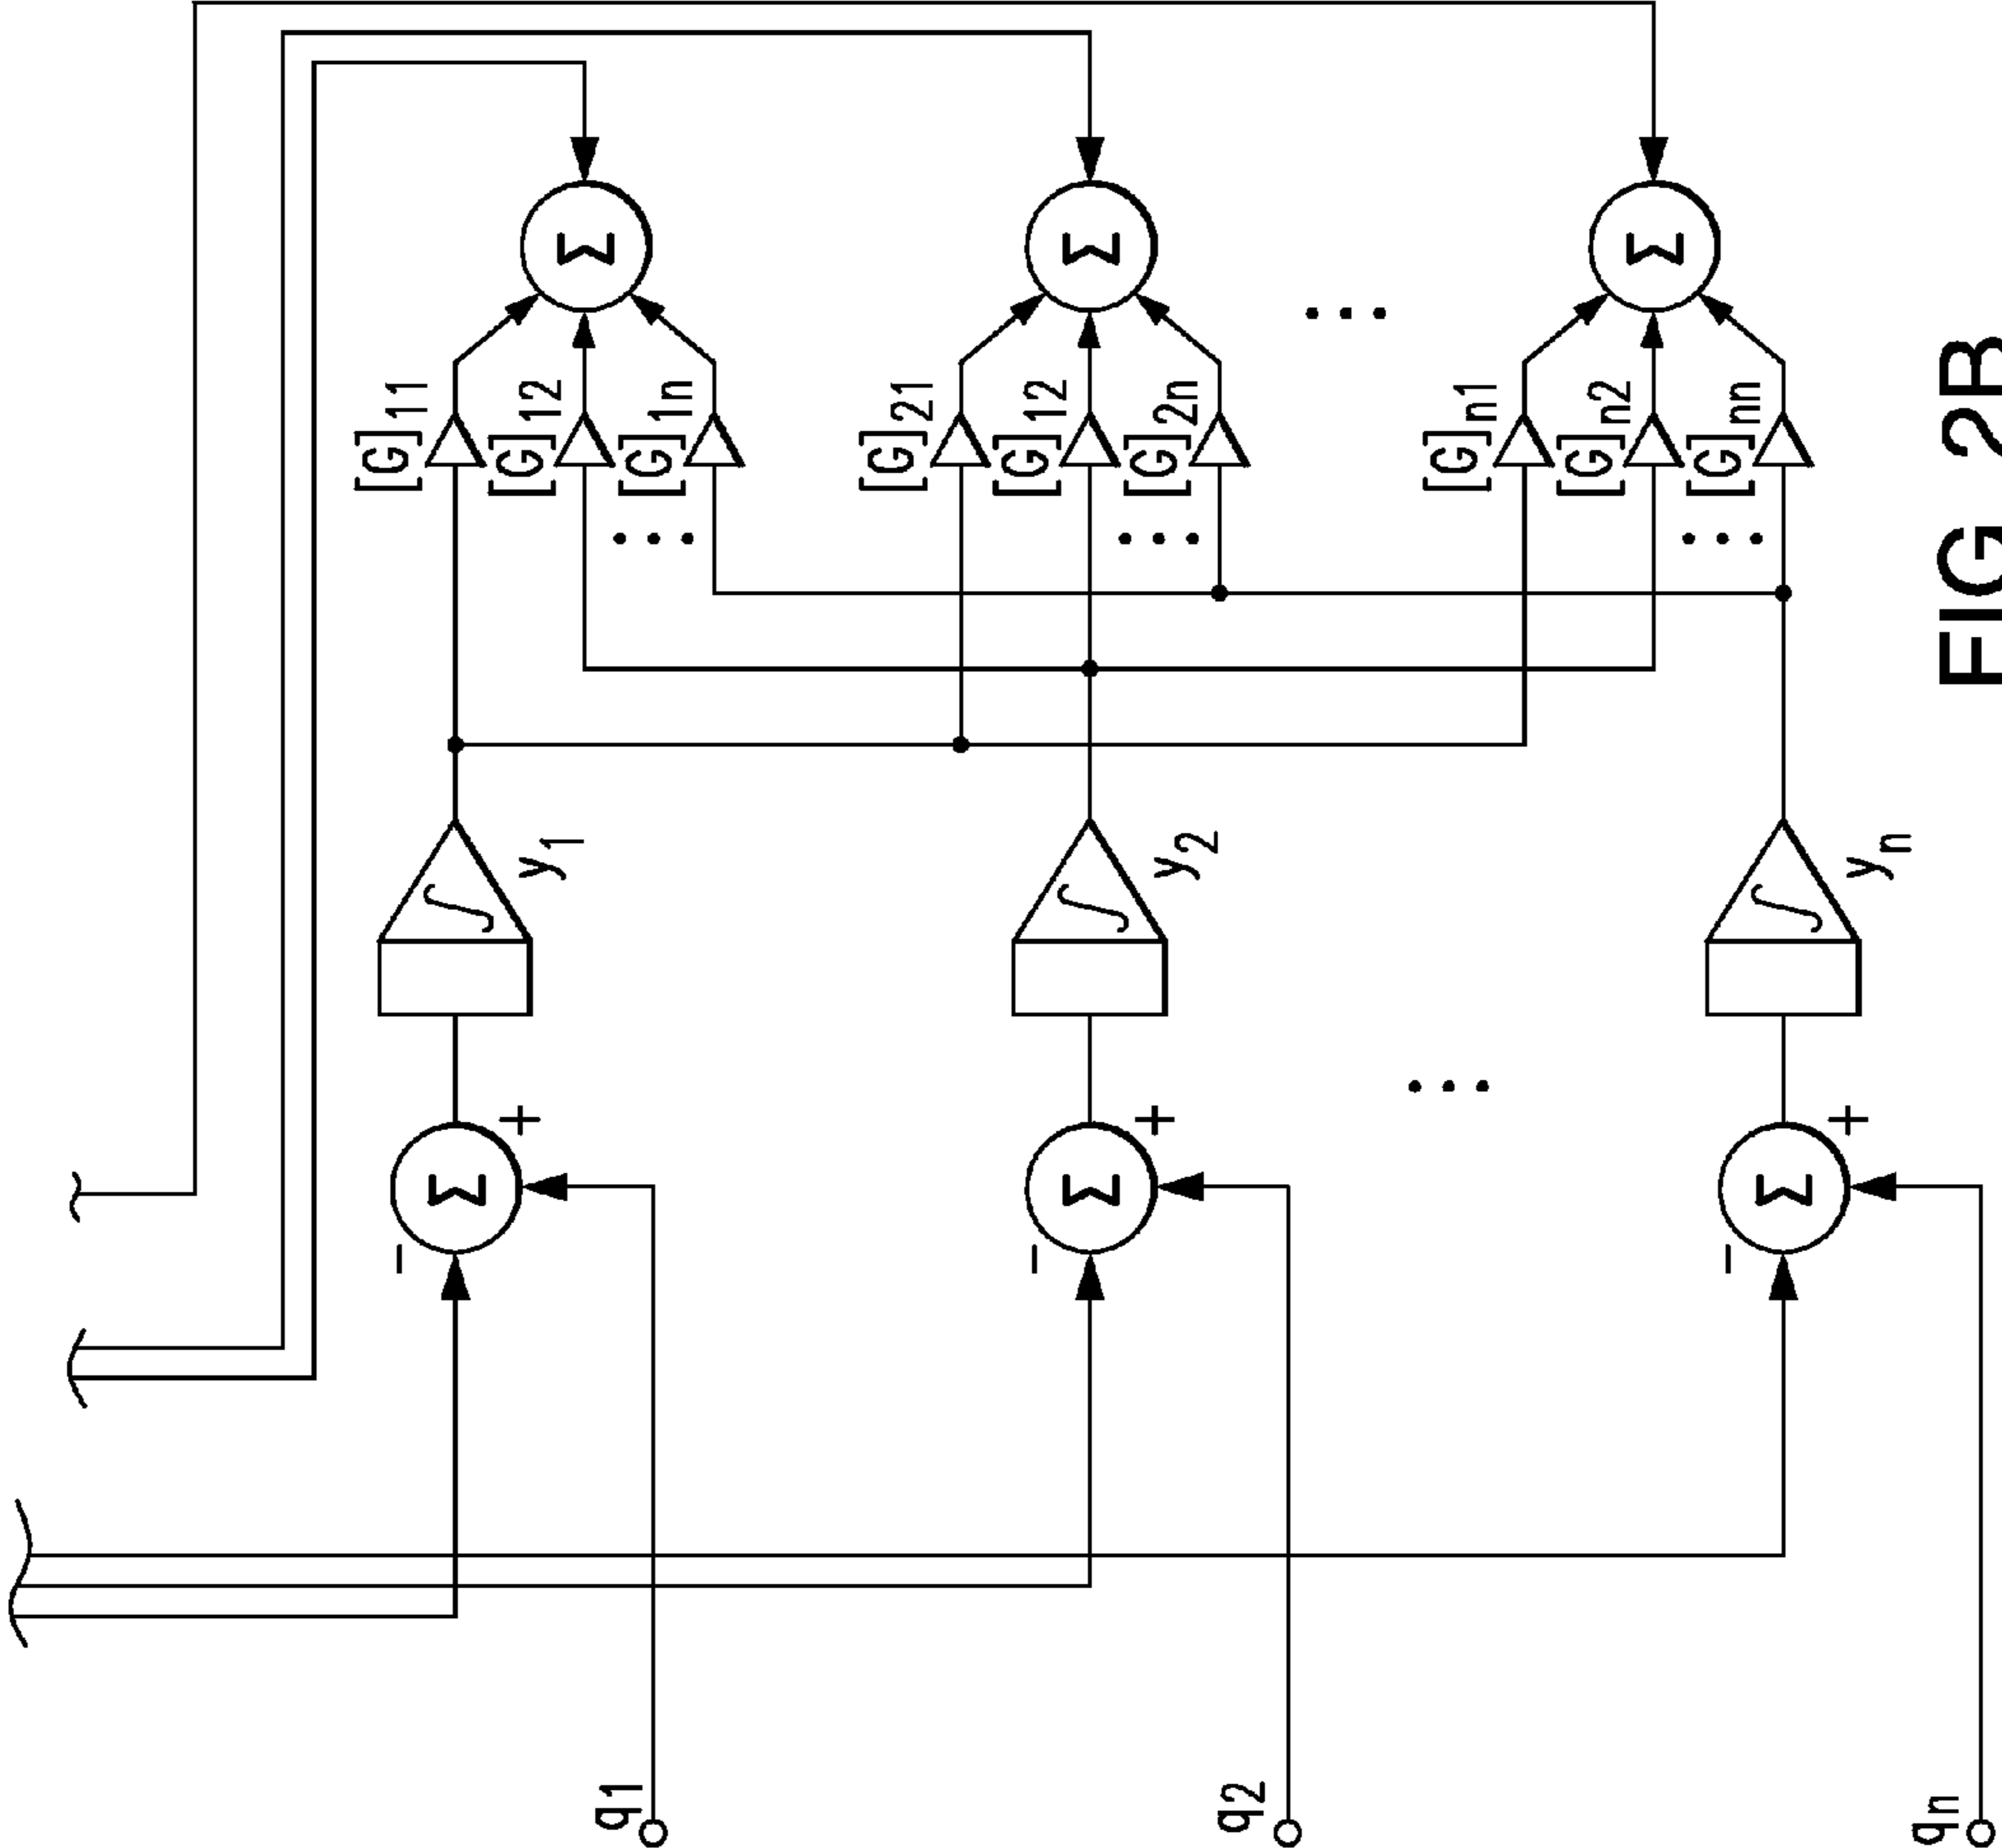 [G]11
−
Σ ∫
+ [G]12
y1
Σ
q1 [G]1n
[G]21
−
Σ ∫ [G]12 Σ
+
y2 [G]2n
q2
[G]n1
[G]n2
Σ
−
[G]nn
Σ ∫
+
yn
qn
FIG 2B